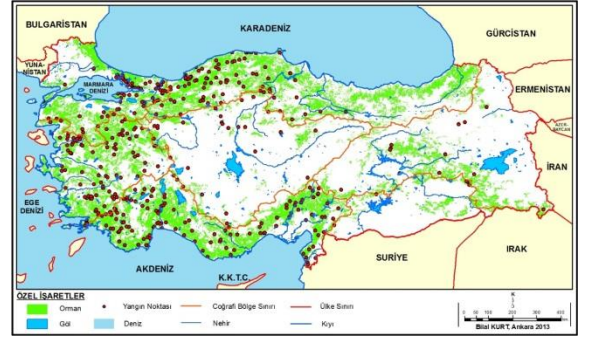 BULGARİSTAN
KARADENİZ
GÜRCİSTAN
YUNA-
NİSTAN
MARMARA
DENİZİ
ERMENİSTAN
İRAN
EGE
DENİZİ
AKDENİZ
K.K.T.C.
SURİYE
IRAK
ÖZEL İŞARETLER
Orman
Yangın Noktası
Coğrafi Bölge Sınırı
Ülke Sınırı
Göl
Deniz
Nehir
Kıyı
K
Bilal KURT, Ankara 2013